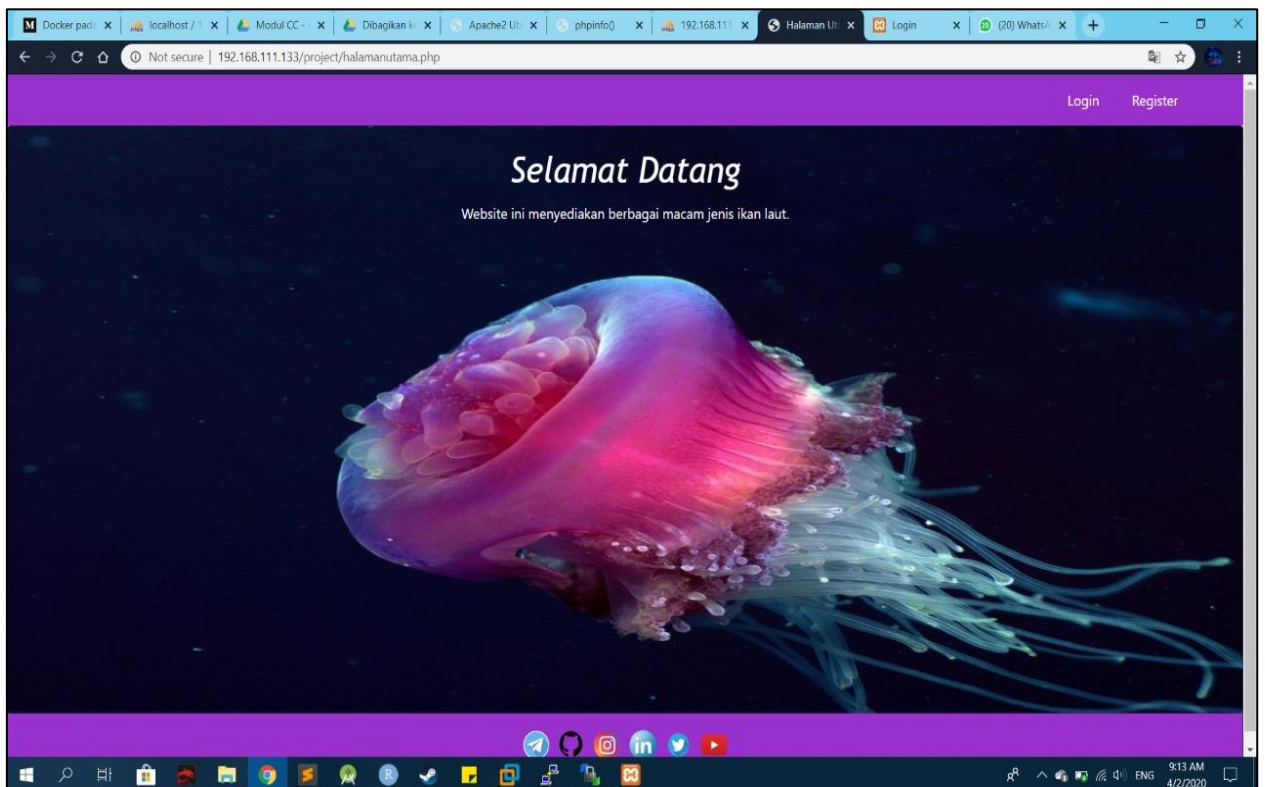 Docker pada
localhost / 1
Modul CC -
Dibagikan ke
Apache2 Ub
phpinfo()
192.168.111
Halaman Ut
Login
(20) WhatsA
Not secure | 192.168.111.133/project/halamanutama.php
Login Register
Selamat Datang
Website ini menyediakan berbagai macam jenis ikan laut.
ENG
9:13 AM
4/2/2020